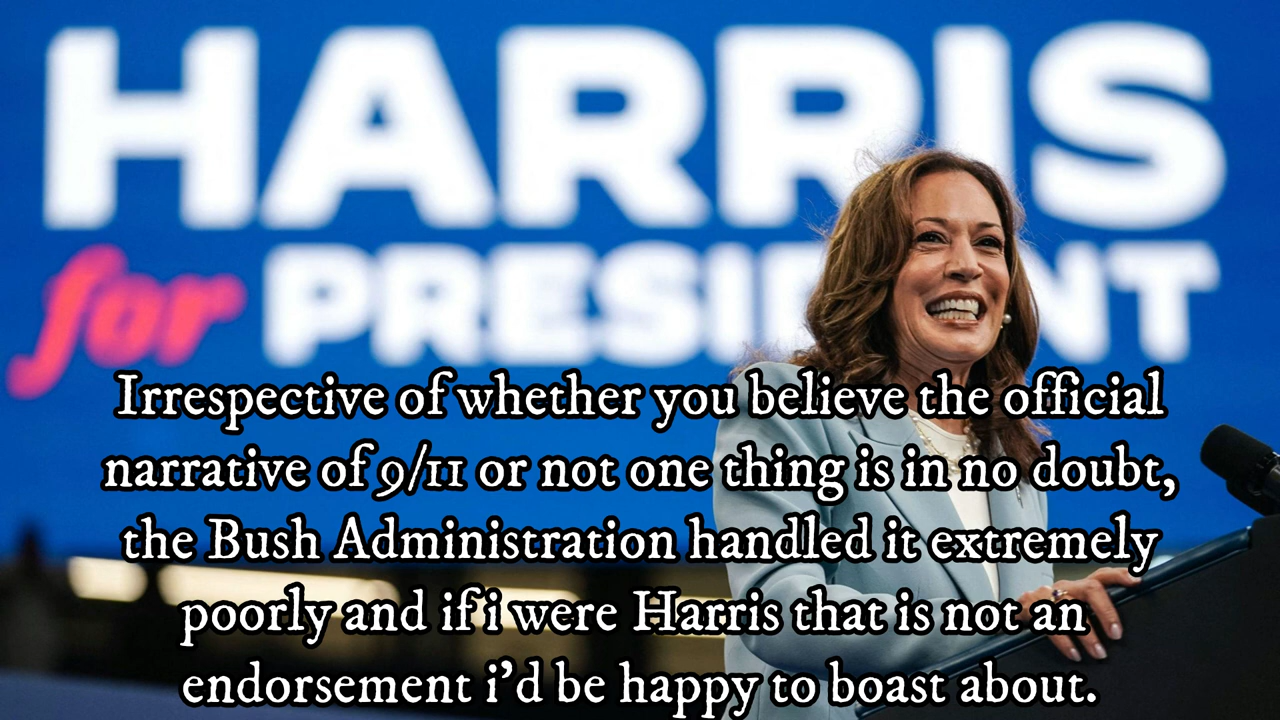 HARRIS
for PRESIDENT
Irrespective of whether you believe the official
narrative of 9/11 or not one thing is in no doubt,
the Bush Administration handled it extremely
poorly and if i were Harris that is not an
endorsement i'd be happy to boast about.